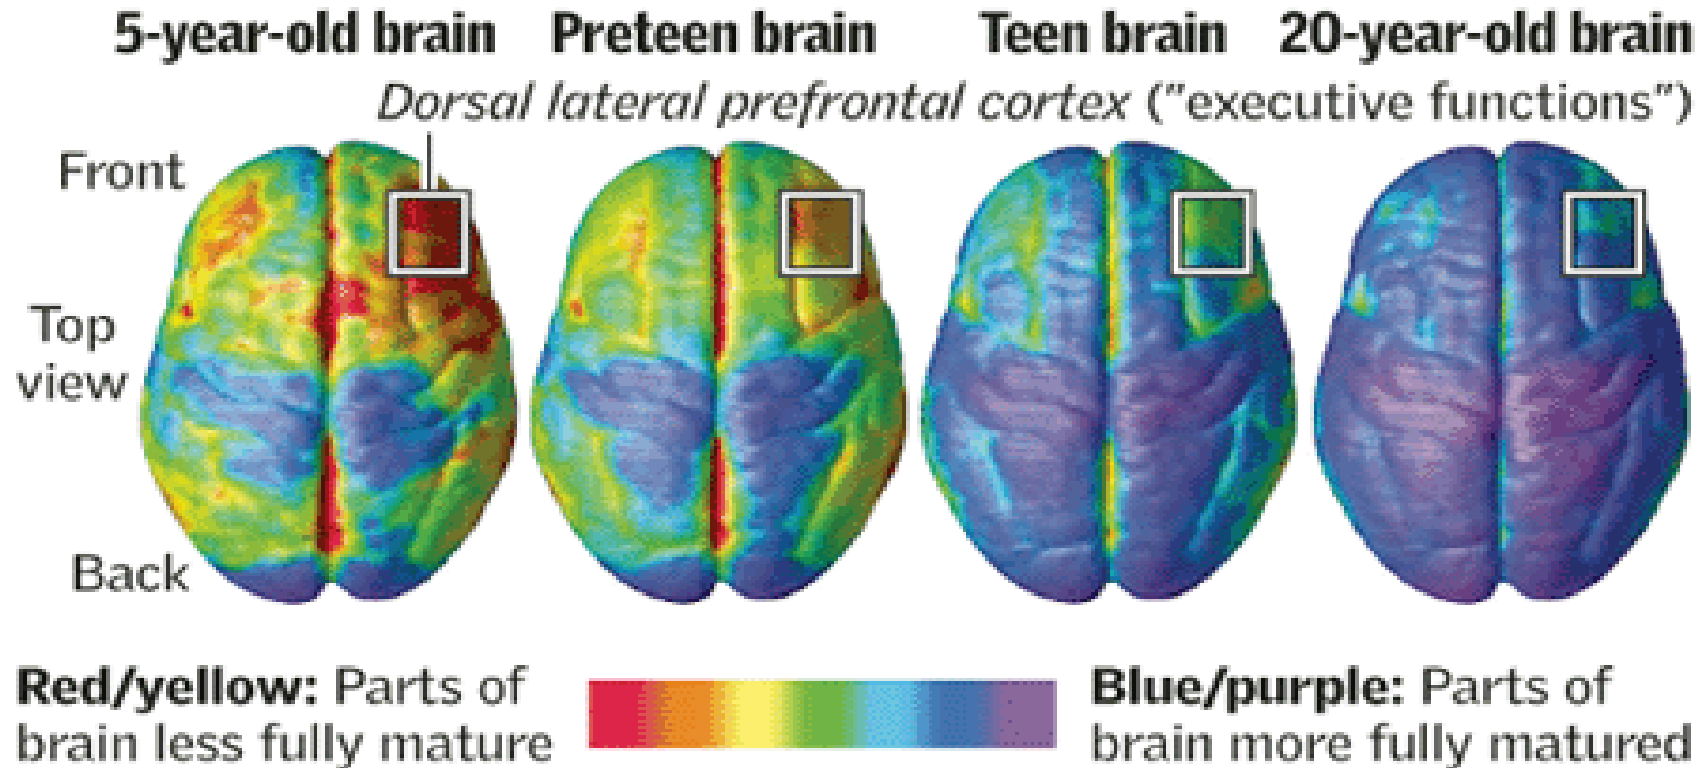 5-year-old brain Preteen brain Teen brain 20-year-old brain
Dorsal lateral prefrontal cortex ("executive functions")
Front
Top
view
Back
Red/yellow: Parts of
brain less fully mature
Blue/purple: Parts of
brain more fully matured